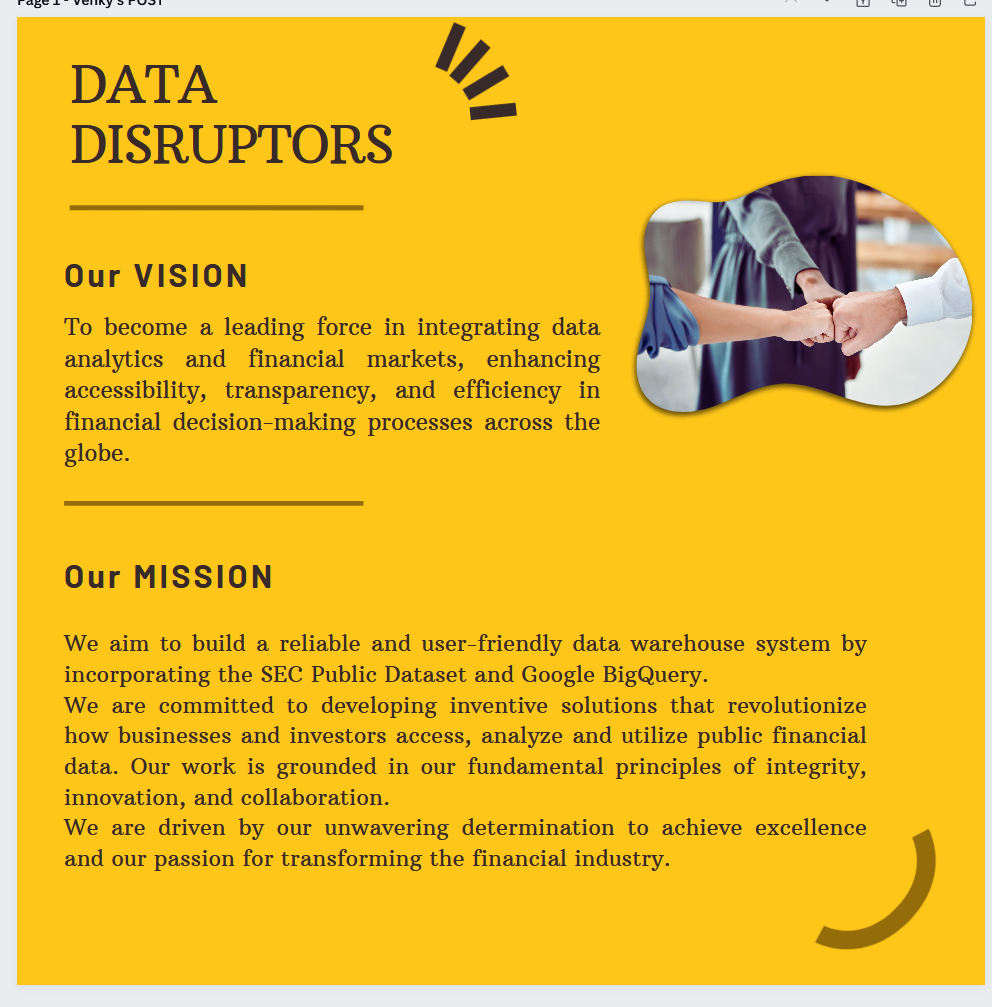 Page 1 - Venky's POST
DATA
DISRUPTORS
Our VISION
To become a leading force in integrating data
analytics and financial markets, enhancing
accessibility, transparency, and efficiency in
financial decision-making processes across the
globe.
Our MISSION
We aim to build a reliable and user-friendly data warehouse system by
incorporating the SEC Public Dataset and Google BigQuery.
We are committed to developing inventive solutions that revolutionize
how businesses and investors access, analyze and utilize public financial
data. Our work is grounded in our fundamental principles of integrity,
innovation, and collaboration.
We are driven by our unwavering determination to achieve excellence
and our passion for transforming the financial industry.